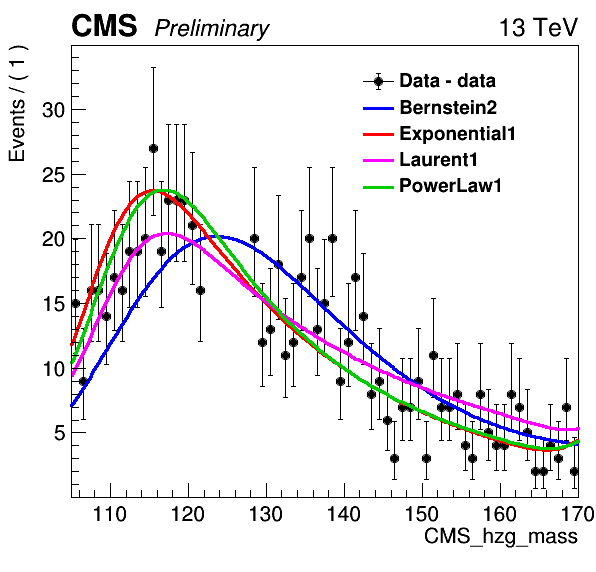 CMS Preliminary 13 TeV
Events / ( 1 )
Data - data
Bernstein2
Exponential1
Laurent1
PowerLaw1
30
25
20
15
10
5
110 120 130 140 150 160 170
CMS_hzg_mass